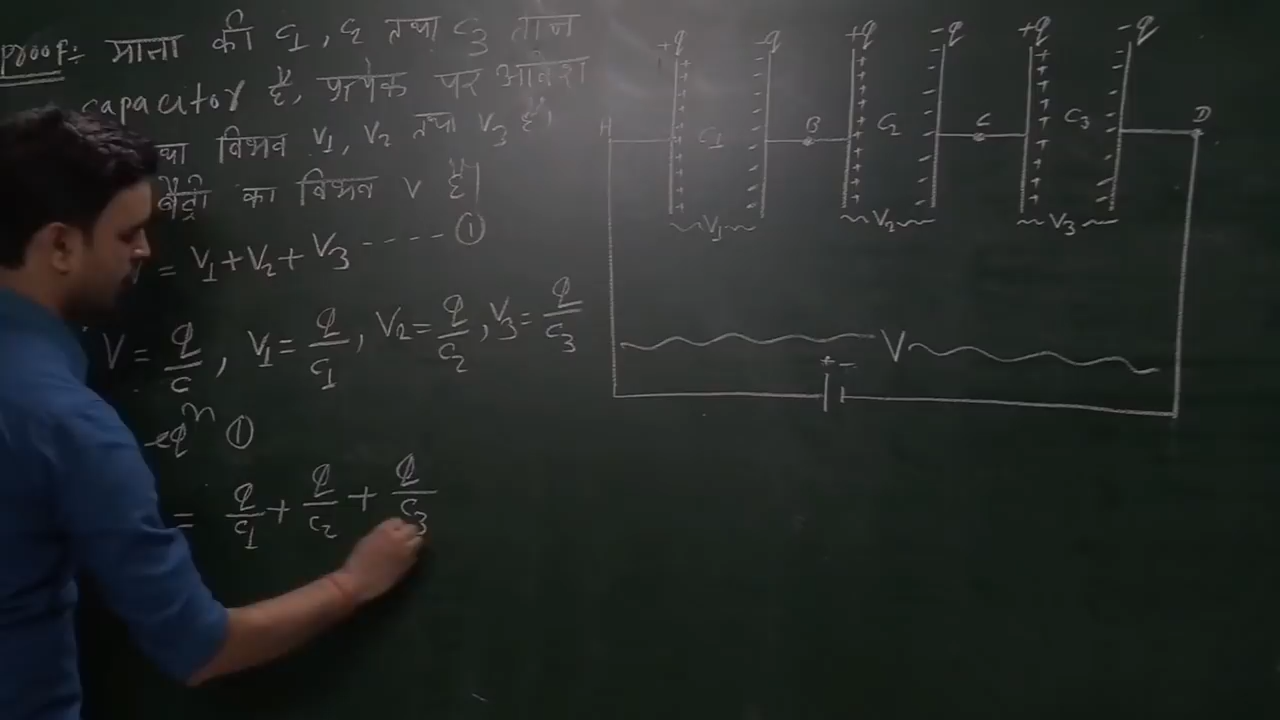 Proof:- माना की C1, C2 तथा C3 तीन
capacitor है, प्रत्येक पर आवेश
विभव V1, V2 तथा V3 है।
बैट्री का विभव V है।
= V1+V2+V3 ----- ①
V = q/C, V1 = q/C1, V2 = q/C2, V3 = q/C3
eqn ①
= q/C1 + q/C2 + q/C3
+q -q +q -q +q -q
A C1 B C2 C C3 D
~V1~ ~V2~ ~V3~
V
+ -